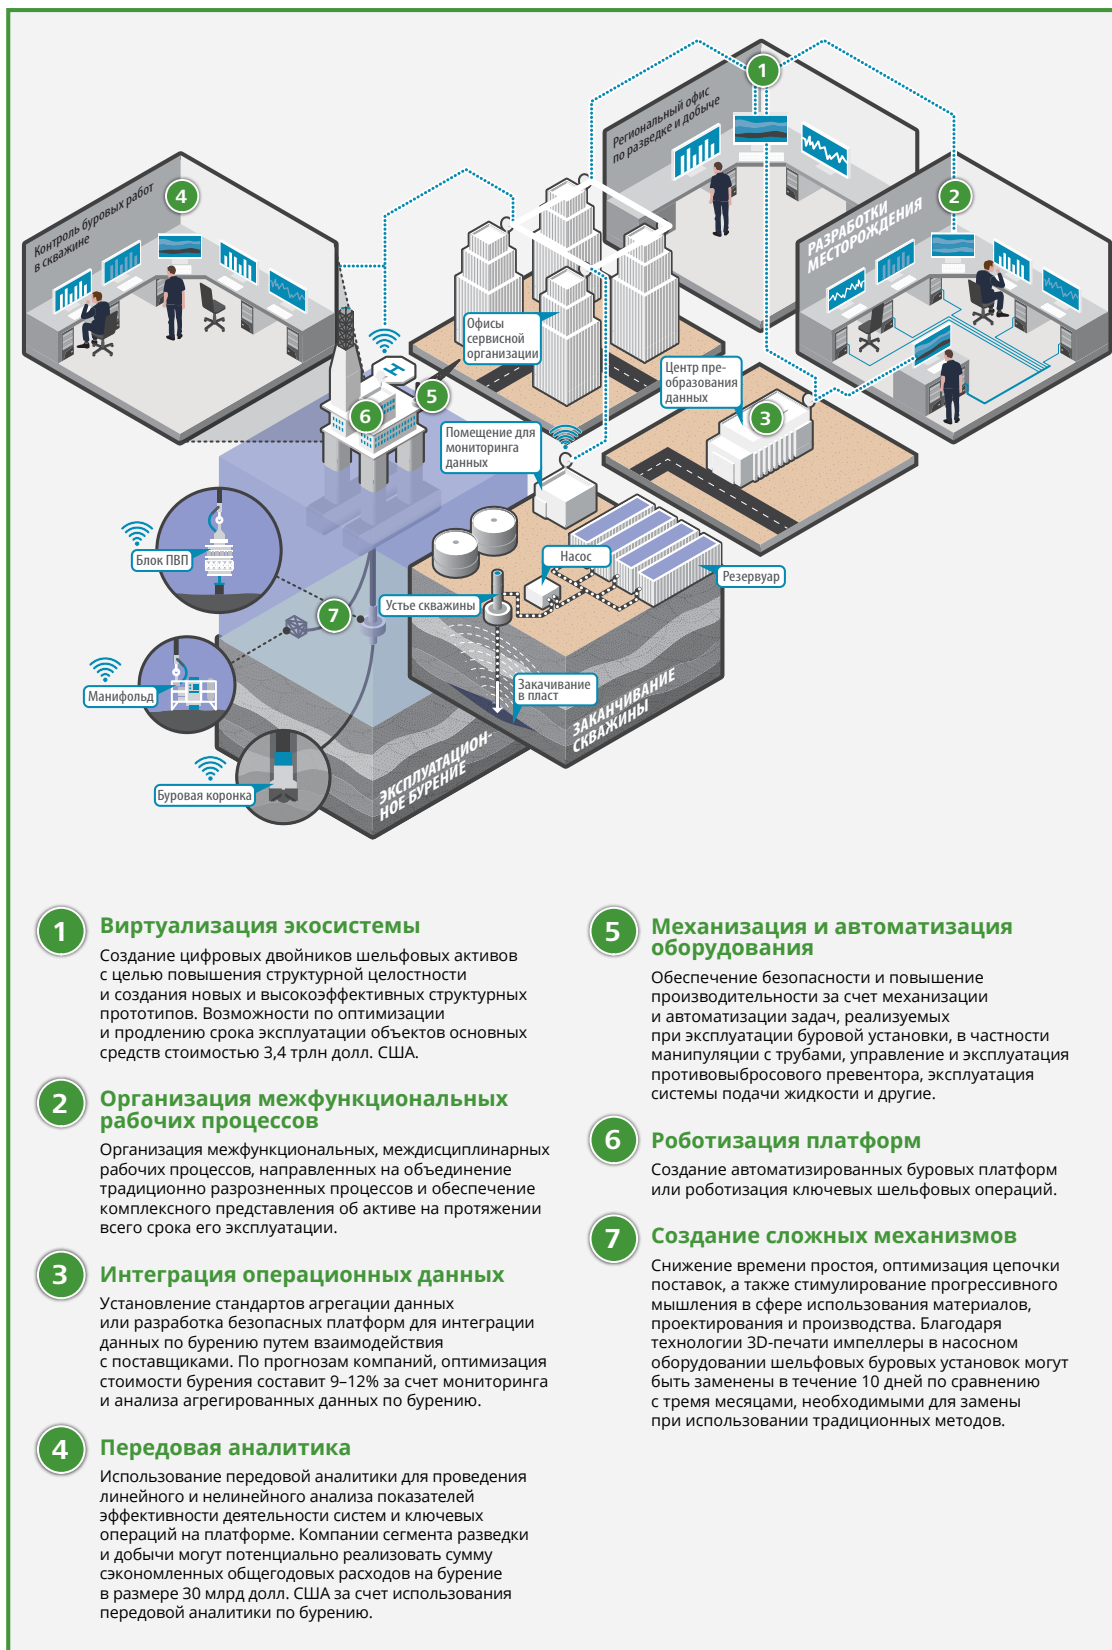 1
Региональный офис
по разведке и добыче
4
Контроль буровых работ
в скважине
2
РАЗРАБОТКИ
МЕСТОРОЖДЕНИЯ
Офисы
сервисной
организации
Центр пре-
образования
данных
3
5
6
H
Помещение для
мониторинга
данных
Блок ПВП
Насос
Резервуар
Устье скважины
7
Манифольд
Закачивание
в пласт
ЗАКАНЧИВАНИЕ
СКВАЖИНЫ
ЭКСПЛУАТАЦИОН-
НОЕ БУРЕНИЕ
Буровая коронка
1
Виртуализация экосистемы
Создание цифровых двойников шельфовых активов
с целью повышения структурной целостности
и создания новых и высокоэффективных структурных
прототипов. Возможности по оптимизации
и продлению срока эксплуатации объектов основных
средств стоимостью 3,4 трлн долл. США.
2
Организация межфункциональных
рабочих процессов
Организация межфункциональных, междисциплинарных
рабочих процессов, направленных на объединение
традиционно разрозненных процессов и обеспечение
комплексного представления об активе на протяжении
всего срока его эксплуатации.
3
Интеграция операционных данных
Установление стандартов агрегации данных
или разработка безопасных платформ для интеграции
данных по бурению путем взаимодействия
с поставщиками. По прогнозам компаний, оптимизация
стоимости бурения составит 9–12% за счет мониторинга
и анализа агрегированных данных по бурению.
4
Передовая аналитика
Использование передовой аналитики для проведения
линейного и нелинейного анализа показателей
эффективности деятельности систем и ключевых
операций на платформе. Компании сегмента разведки
и добычи могут потенциально реализовать сумму
сэкономленных общегодовых расходов на бурение
в размере 30 млрд долл. США за счет использования
передовой аналитики по бурению.
5
Механизация и автоматизация
оборудования
Обеспечение безопасности и повышение
производительности за счет механизации
и автоматизации задач, реализуемых
при эксплуатации буровой установки, в частности
манипуляции с трубами, управление и эксплуатация
противовыбросового превентора, эксплуатация
системы подачи жидкости и другие.
6
Роботизация платформ
Создание автоматизированных буровых платформ
или роботизация ключевых шельфовых операций.
7
Создание сложных механизмов
Снижение времени простоя, оптимизация цепочки
поставок, а также стимулирование прогрессивного
мышления в сфере использования материалов,
проектирования и производства. Благодаря
технологии 3D-печати импеллеры в насосном
оборудовании шельфовых буровых установок могут
быть заменены в течение 10 дней по сравнению
с тремя месяцами, необходимыми для замены
при использовании традиционных методов.